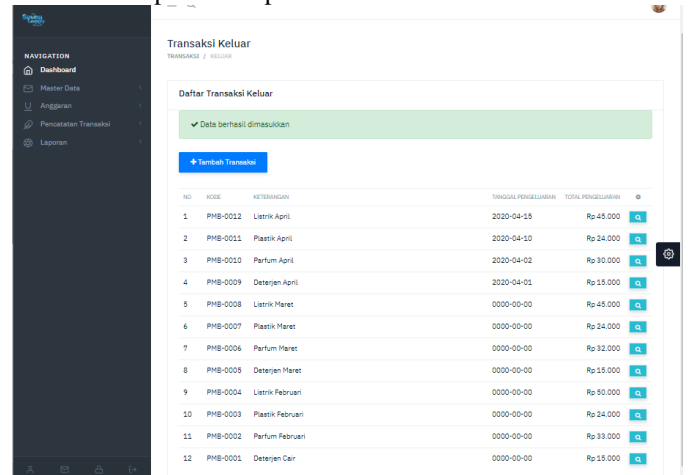 NAVIGATION
Dashboard
Master Data
Anggaran
Pencatatan Transaksi
Laporan
Transaksi Keluar
TRANSAKSI / KELUAR
Daftar Transaksi Keluar
Data berhasil dimasukkan
+ Tambah Transaksi
NO KODE KETERANGAN TANGGAL PENGELUARAN TOTAL PENGELUARAN
1 PMB-0012 Listrik April 2020-04-15 Rp 45.000
2 PMB-0011 Plastik April 2020-04-10 Rp 24.000
3 PMB-0010 Parfum April 2020-04-02 Rp 30.000
4 PMB-0009 Deterjen April 2020-04-01 Rp 15.000
5 PMB-0008 Listrik Maret 0000-00-00 Rp 45.000
6 PMB-0007 Plastik Maret 0000-00-00 Rp 24.000
7 PMB-0006 Parfum Maret 0000-00-00 Rp 32.000
8 PMB-0005 Deterjen Maret 0000-00-00 Rp 15.000
9 PMB-0004 Listrik Februari 0000-00-00 Rp 50.000
10 PMB-0003 Plastik Februari 0000-00-00 Rp 24.000
11 PMB-0002 Parfum Februari 0000-00-00 Rp 33.000
12 PMB-0001 Deterjen Cair 0000-00-00 Rp 15.000